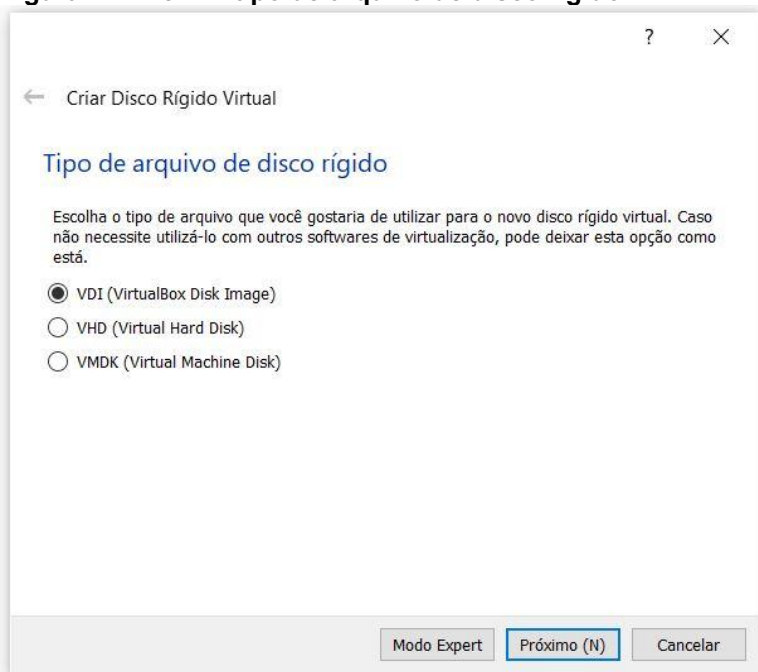 ?
Criar Disco Rígido Virtual
Tipo de arquivo de disco rígido
Escolha o tipo de arquivo que você gostaria de utilizar para o novo disco rígido virtual. Caso
não necessite utilizá-lo com outros softwares de virtualização, pode deixar esta opção como
está.
VDI (VirtualBox Disk Image)
VHD (Virtual Hard Disk)
VMDK (Virtual Machine Disk)
Modo Expert Próximo (N) Cancelar